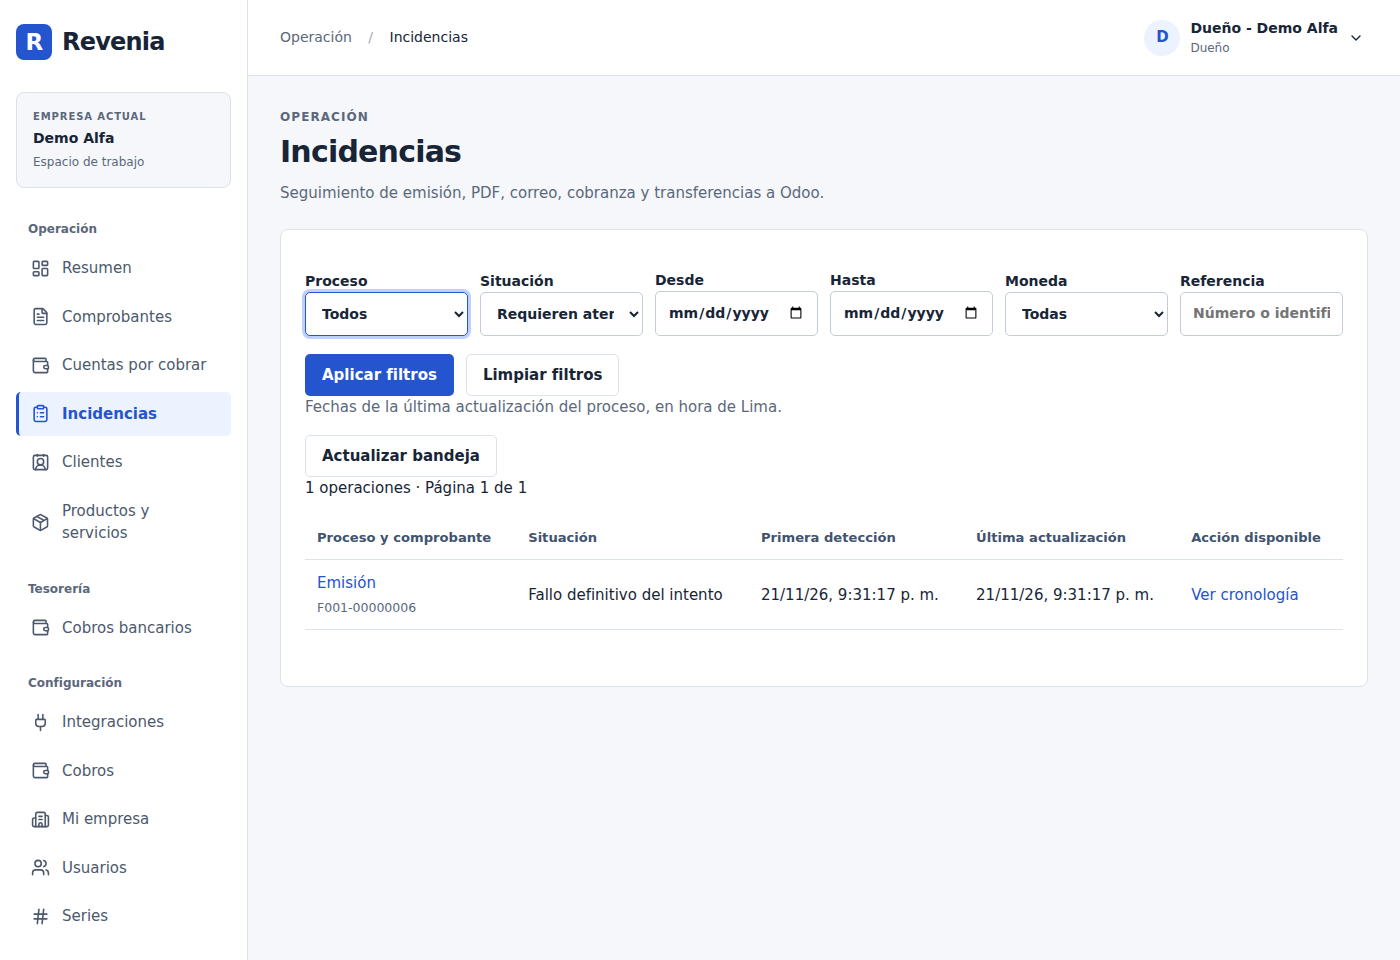 R Revenia
EMPRESA ACTUAL
Demo Alfa
Espacio de trabajo
Operación
Resumen
Comprobantes
Cuentas por cobrar
Incidencias
Clientes
Productos y
servicios
Tesorería
Cobros bancarios
Configuración
Integraciones
Cobros
Mi empresa
Usuarios
Series
Operación / Incidencias
D
Dueño - Demo Alfa
Dueño
OPERACIÓN
Incidencias
Seguimiento de emisión, PDF, correo, cobranza y transferencias a Odoo.
Proceso Situación Desde Hasta Moneda Referencia
Todos Requieren aten mm/dd/yyyy mm/dd/yyyy Todas Número o identifi
Aplicar filtros Limpiar filtros
Fechas de la última actualización del proceso, en hora de Lima.
Actualizar bandeja
1 operaciones · Página 1 de 1
Proceso y comprobante Situación Primera detección Última actualización Acción disponible
Emisión
F001-00000006
Fallo definitivo del intento 21/11/26, 9:31:17 p. m. 21/11/26, 9:31:17 p. m. Ver cronología